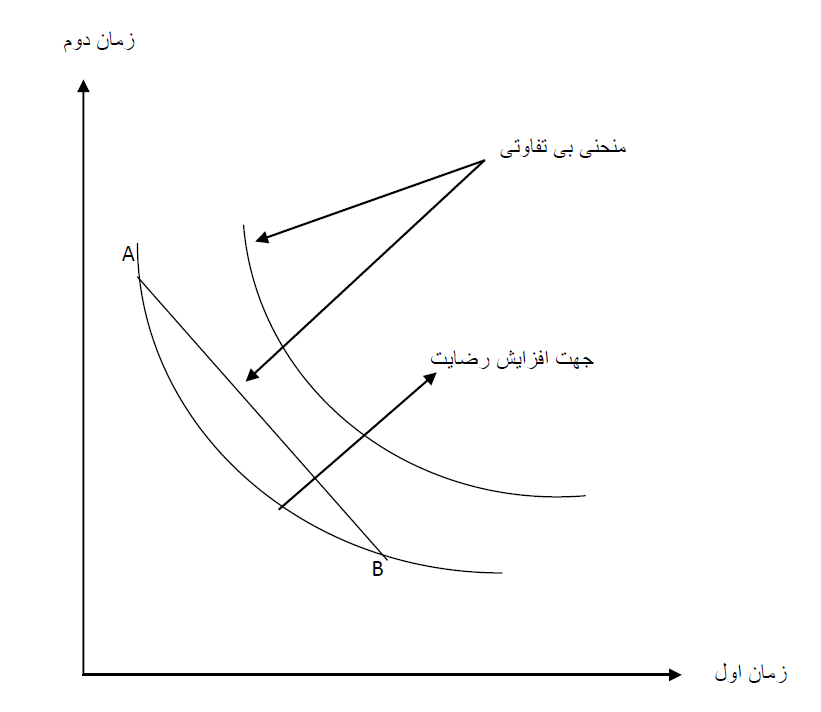 زمان دوم
منحنی بی تفاوتی
A
جهت افزایش رضایت
B
زمان اول